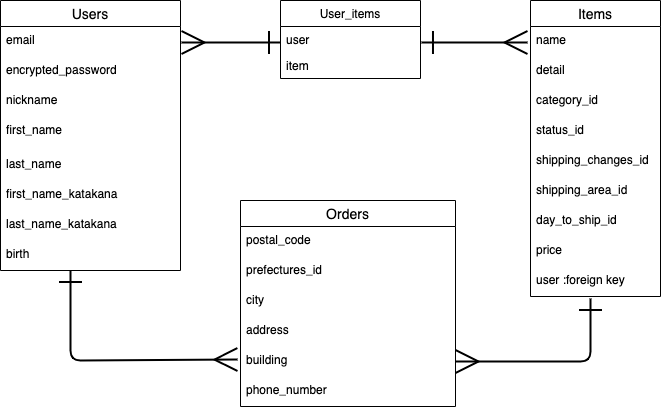 Users
email
encrypted_password
nickname
first_name
last_name
first_name_katakana
last_name_katakana
birth
User_items
user
item
Items
name
detail
category_id
status_id
shipping_changes_id
shipping_area_id
day_to_ship_id
price
user :foreign key
Orders
postal_code
prefectures_id
city
address
building
phone_number